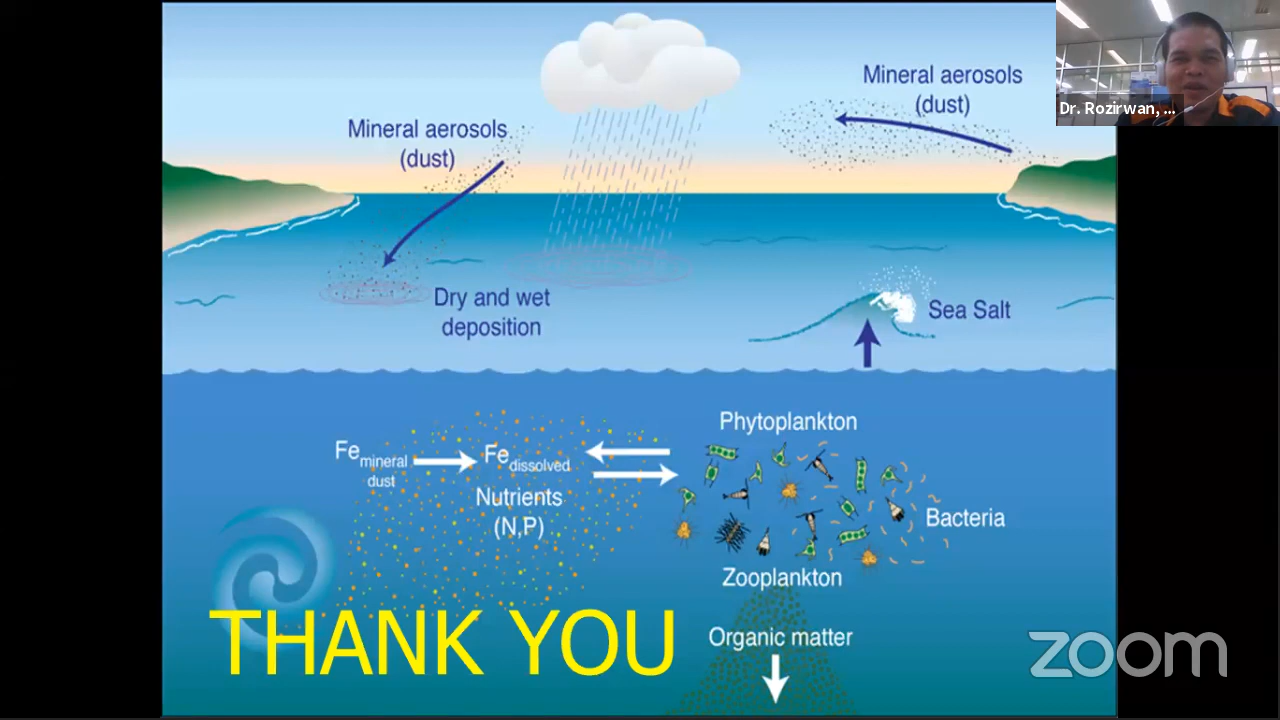 Mineral aerosols
(dust)
Dr. Rozirwan, ...
Mineral aerosols
(dust)
Dry and wet
deposition
Sea Salt
Phytoplankton
Fe mineral
dust
Fe dissolved
Nutrients
(N,P)
Bacteria
Zooplankton
THANK YOU
Organic matter
zoom